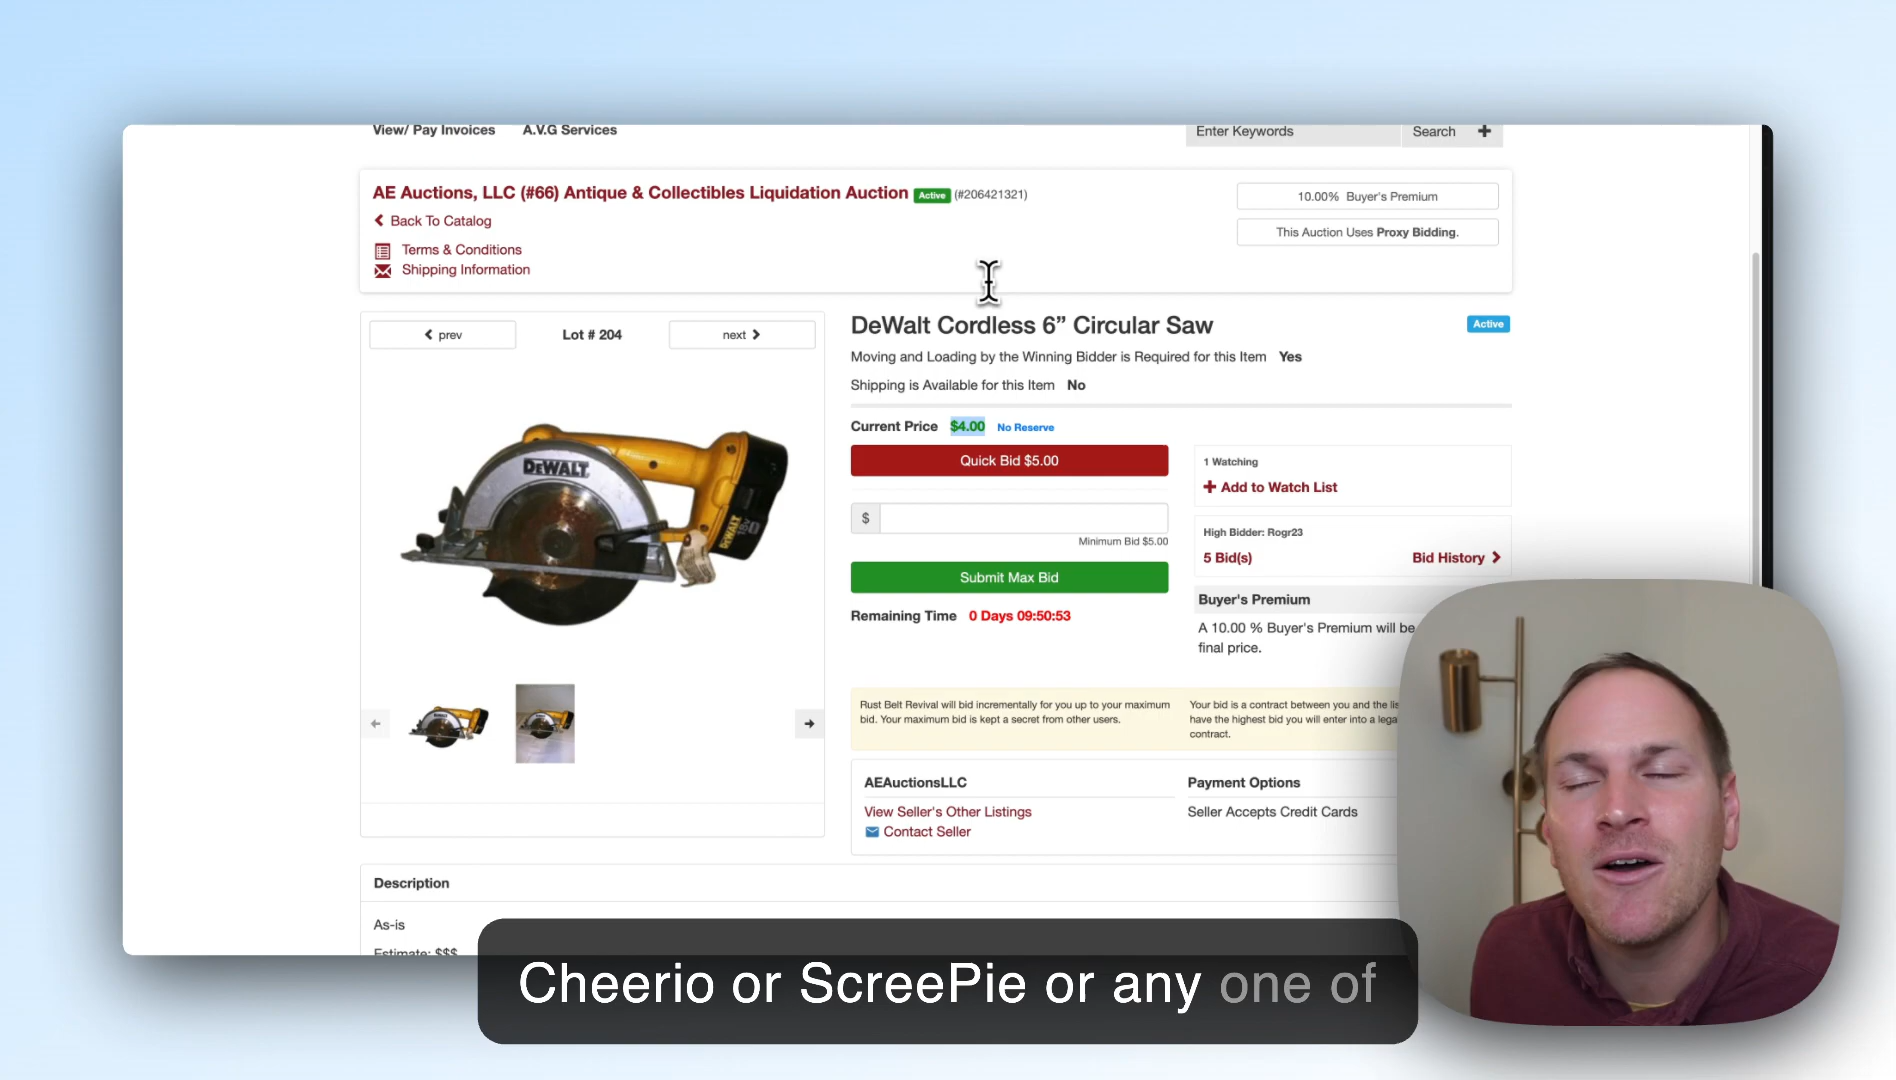 View/ Pay Invoices A.V.G Services
Enter Keywords Search
AE Auctions, LLC (#66) Antique & Collectibles Liquidation Auction Active (#206421321)
Back To Catalog
Terms & Conditions
Shipping Information
10.00% Buyer's Premium
This Auction Uses Proxy Bidding.
prev Lot # 204 next
DEWALT
DEWALT 18V
DeWalt Cordless 6” Circular Saw Active
Moving and Loading by the Winning Bidder is Required for this Item Yes
Shipping is Available for this Item No
Current Price $4.00 No Reserve
Quick Bid $5.00
$
Minimum Bid $5.00
Submit Max Bid
Remaining Time 0 Days 09:50:53
1 Watching
Add to Watch List
High Bidder: Rogr23
5 Bid(s) Bid History
Buyer's Premium
A 10.00 % Buyer's Premium will be
final price.
Rust Belt Revival will bid incrementally for you up to your maximum
bid. Your maximum bid is kept a secret from other users.
Your bid is a contract between you and the
have the highest bid you will enter into a
contract.
AEAuctionsLLC
View Seller's Other Listings
Contact Seller
Payment Options
Seller Accepts Credit Cards
Description
As-is
Estimate: $$$
Cheerio or ScreePie or any one of